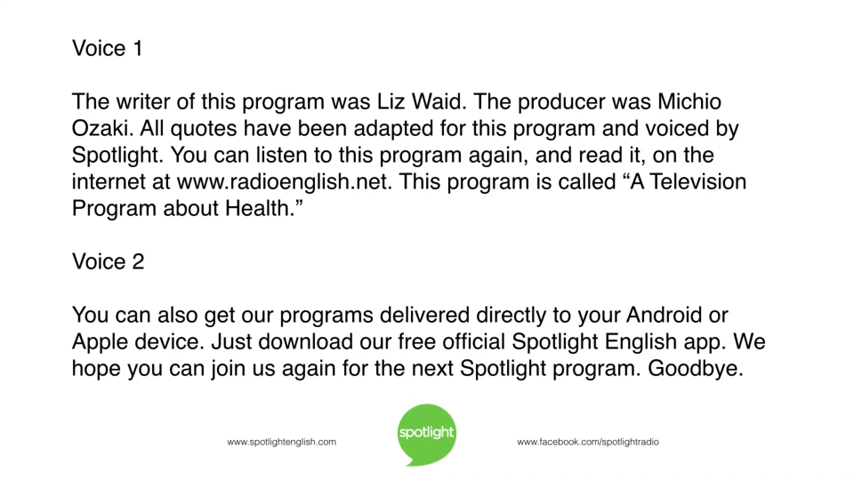 Voice 1
The writer of this program was Liz Waid. The producer was Michio
Ozaki. All quotes have been adapted for this program and voiced by
Spotlight. You can listen to this program again, and read it, on the
internet at www.radioenglish.net. This program is called “A Television
Program about Health.”
Voice 2
You can also get our programs delivered directly to your Android or
Apple device. Just download our free official Spotlight English app. We
hope you can join us again for the next Spotlight program. Goodbye.
spotlight
www.spotlightenglish.com
www.facebook.com/spotlightradio